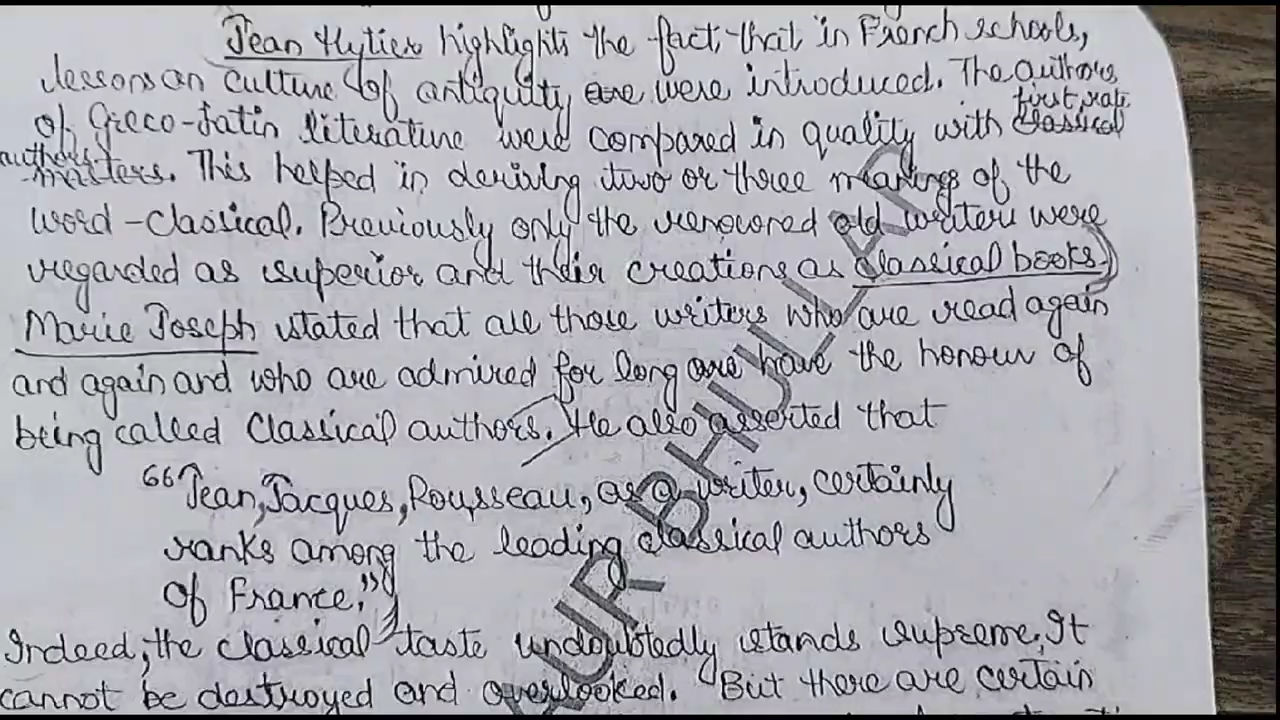 Jean Hytier highlights the fact, that in French schools,
lessons on culture of antiquity are were introduced. The authors
of Greco-Latin literature were compared in quality with classical first rate
authors masters. This helped in deriving two or three meanings of the
word - classical. Previously only the renowned old writers were
regarded as superior and their creations as classical books.
Marie Joseph stated that all those writers who are read again
and again and who are admired for long are have the honour of
being called Classical authors. He also asserted that
"Jean, Jacques, Rousseau, as a writer, certainly
ranks among the leading classical authors
of France."
Indeed, the classical taste undoubtedly stands supreme. It
cannot be destroyed and overlooked. But there are certain